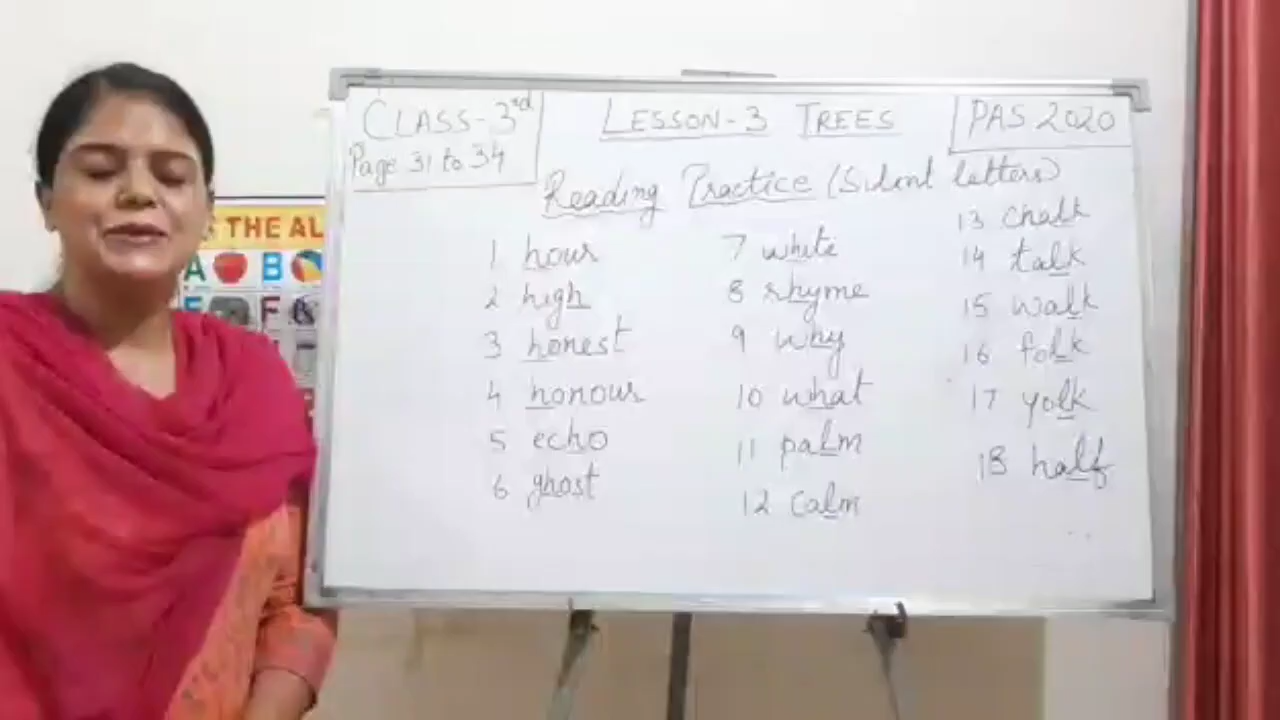 CLASS-3rd
Page 31 to 34
LESSON-3 TREES
PAS 2020
Reading Practice (Silent letters)
1 hour
2 high
3 honest
4 honour
5 echo
6 ghost
7 white
8 rhyme
9 why
10 what
11 palm
12 calm
13 chalk
14 talk
15 walk
16 folk
17 yolk
18 half
THE AL
A B
F